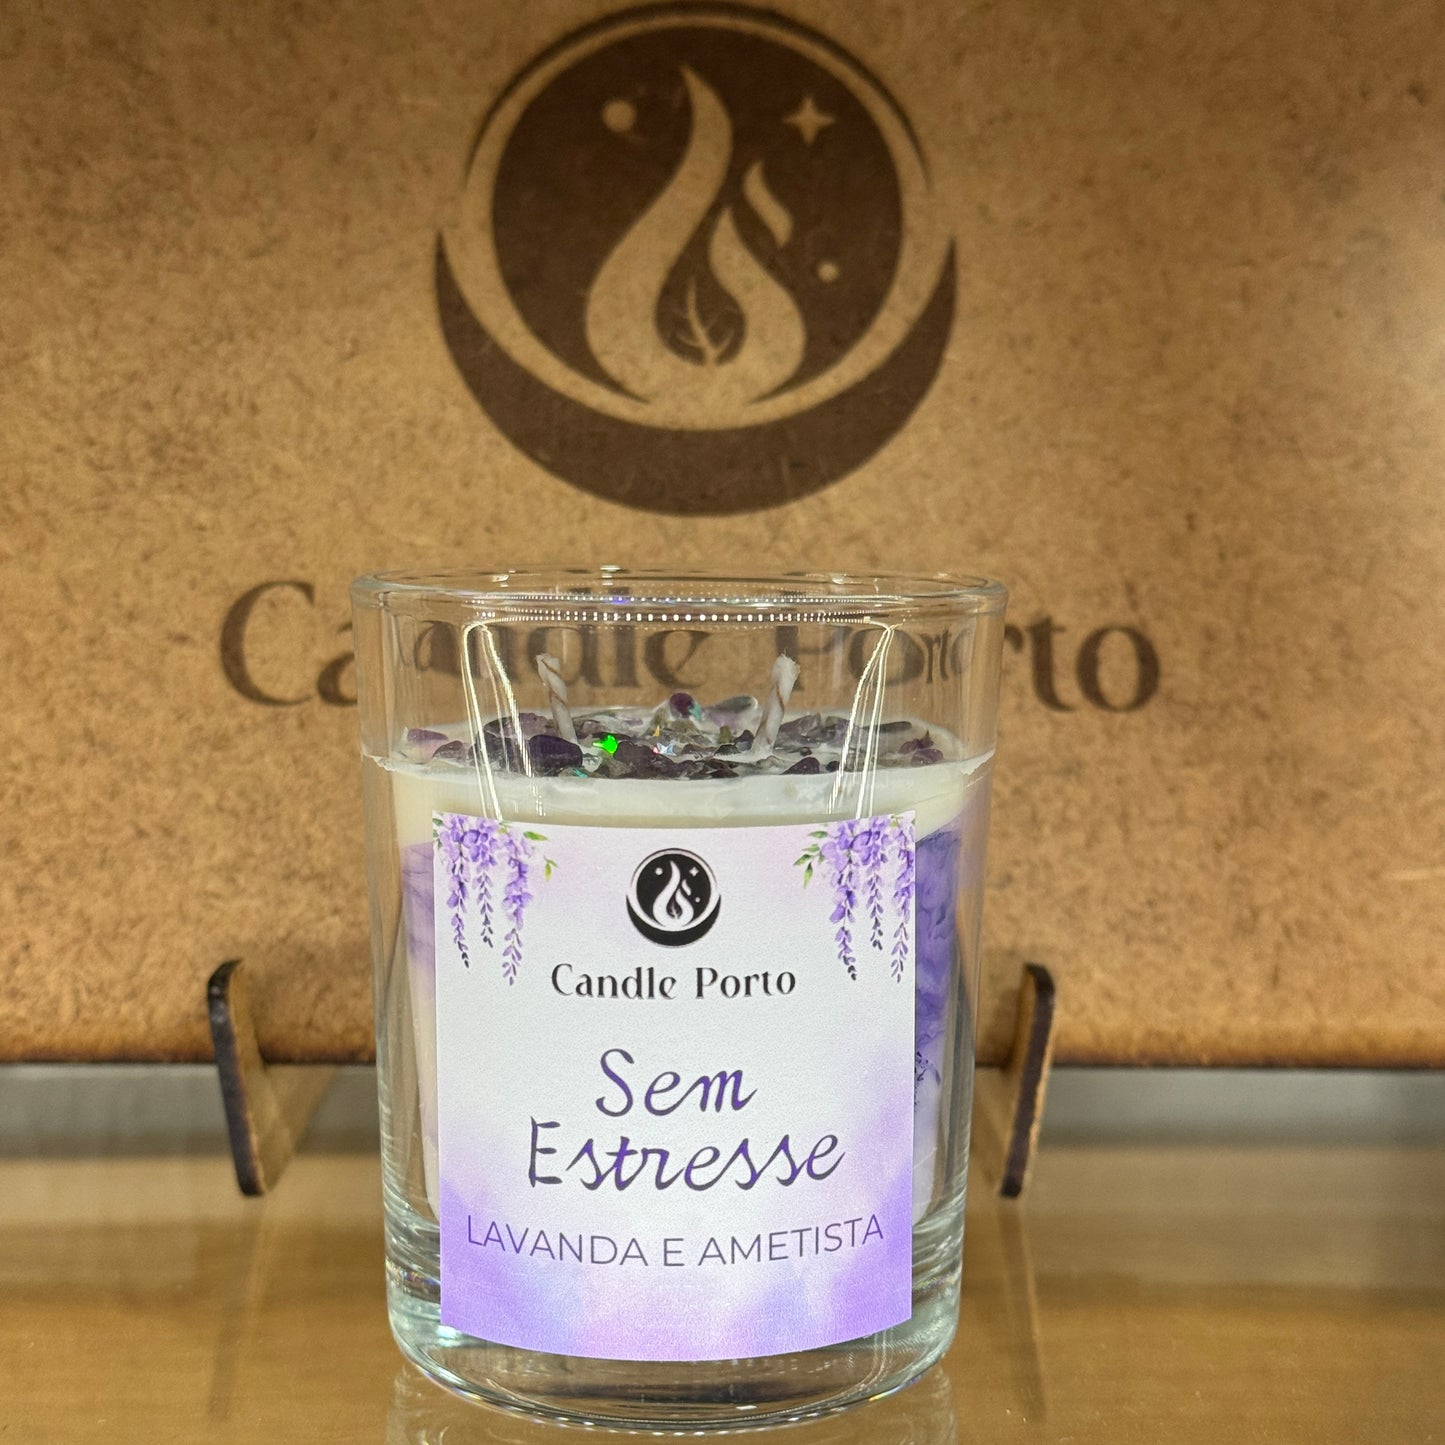 Candle Porto
Candle Porto
Sem
Estresse
LAVANDA E AMETISTA